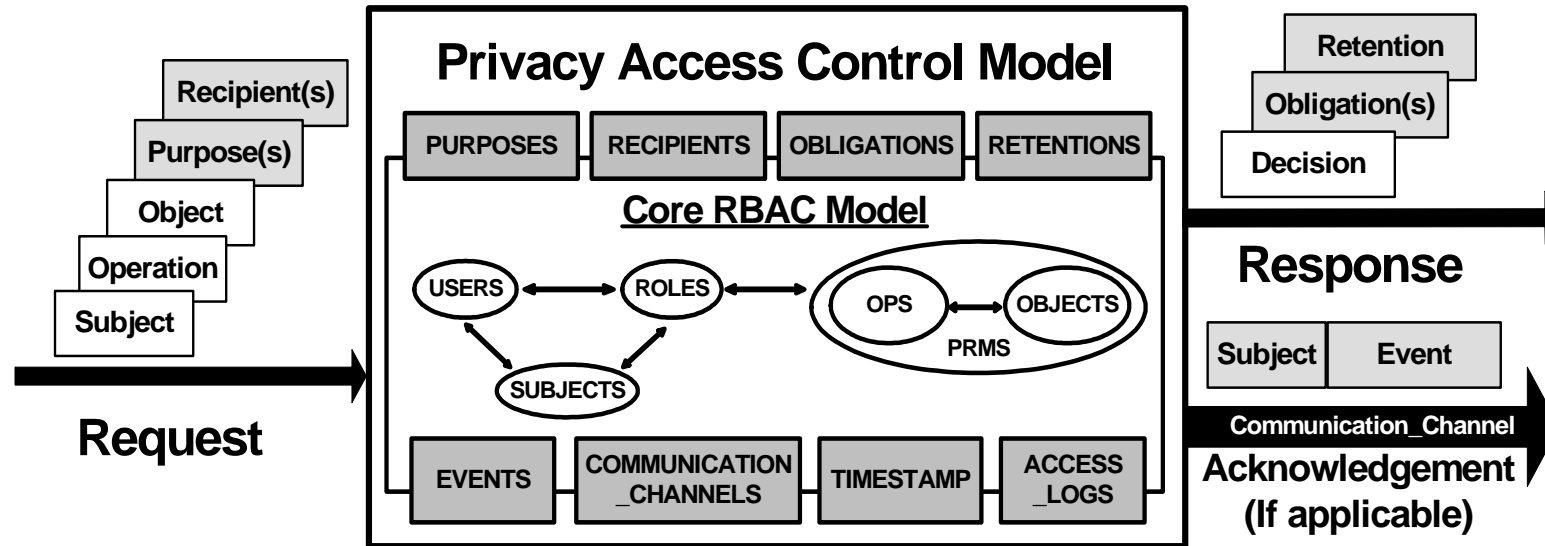 Recipient(s)
Purpose(s)
Object
Operation
Subject
Request
Privacy Access Control Model
PURPOSES
RECIPIENTS
OBLIGATIONS
RETENTIONS
Core RBAC Model
USERS
ROLES
OPS
OBJECTS
PRMS
SUBJECTS
EVENTS
COMMUNICATION
_CHANNELS
TIMESTAMP
ACCESS
_LOGS
Retention
Obligation(s)
Decision
Response
Subject
Event
Communication_Channel
Acknowledgement
(If applicable)